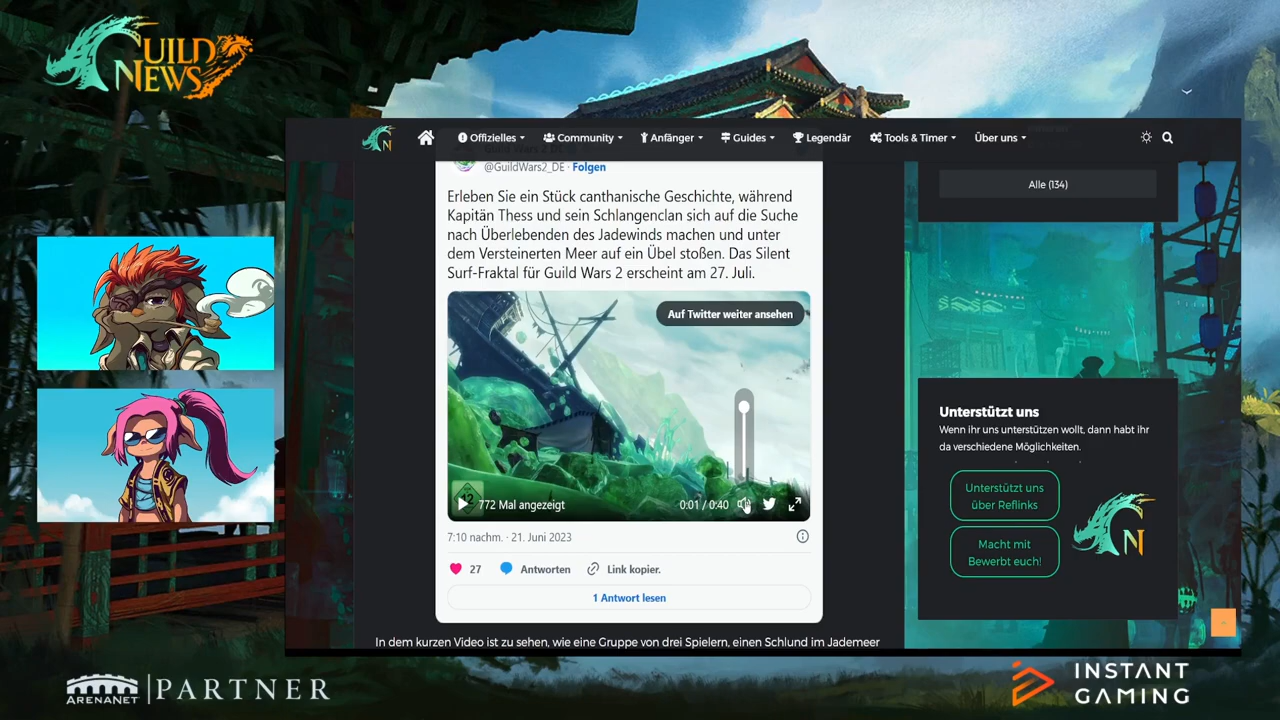 GUILD
NEWS
Offizielles
Community
Anfänger
Guides
Legendär
Tools & Timer
Über uns
N
@GuildWars2_DE · Folgen
Erleben Sie ein Stück canthanische Geschichte, während
Kapitän Thess und sein Schlangenclan sich auf die Suche
nach Überlebenden des Jadewinds machen und unter
dem Versteinerten Meer auf ein Übel stoßen. Das Silent
Surf-Fraktal für Guild Wars 2 erscheint am 27. Juli.
Auf Twitter weiter ansehen
12
772 Mal angezeigt
0:01 / 0:40
7:10 nachm. · 21. Juni 2023
27
Antworten
Link kopier.
1 Antwort lesen
In dem kurzen Video ist zu sehen, wie eine Gruppe von drei Spielern, einen Schlund im Jademeer
Alle (134)
Unterstützt uns
Wenn ihr uns unterstützen wollt, dann habt ihr
da verschiedene Möglichkeiten.
Unterstützt uns
über Reflinks
Macht mit
Bewerbt euch!
N
ARENANET
PARTNER
INSTANT
GAMING